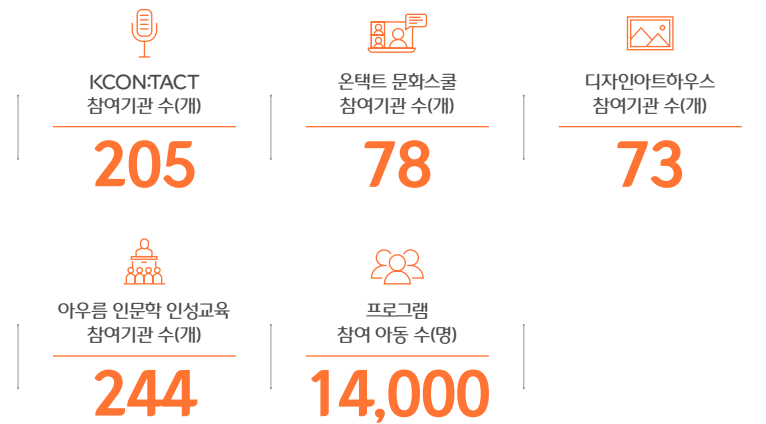 KCON:TACT
참여기관 수(개)
205
온택트 문화스쿨
참여기관 수(개)
78
디자인아트하우스
참여기관 수(개)
73
아우름 인문학 인성교육
참여기관 수(개)
244
프로그램
참여 아동 수(명)
14,000